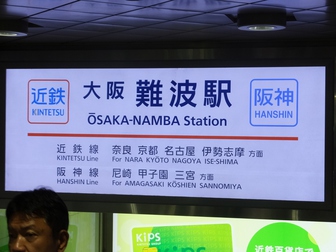 近鉄
KINTETSU
大阪 難波駅
ŌSAKA-NAMBA Station
阪神
HANSHIN
近鉄線 奈良 京都 名古屋 伊勢志摩 方面
KINTETSU Line For NARA KYŌTO NAGOYA ISE-SHIMA
阪神線 尼崎 甲子園 三宮 方面
HANSHIN Line For AMAGASAKI KŌSHIEN SANNOMIYA
KIPS
近鉄百貨店で